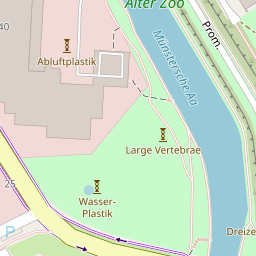 Alter Zoo
40
Prom.
Abluftplastik
Münstersche Aa
Large Vertebrae
25
Wasser-
Plastik
P
Dreize